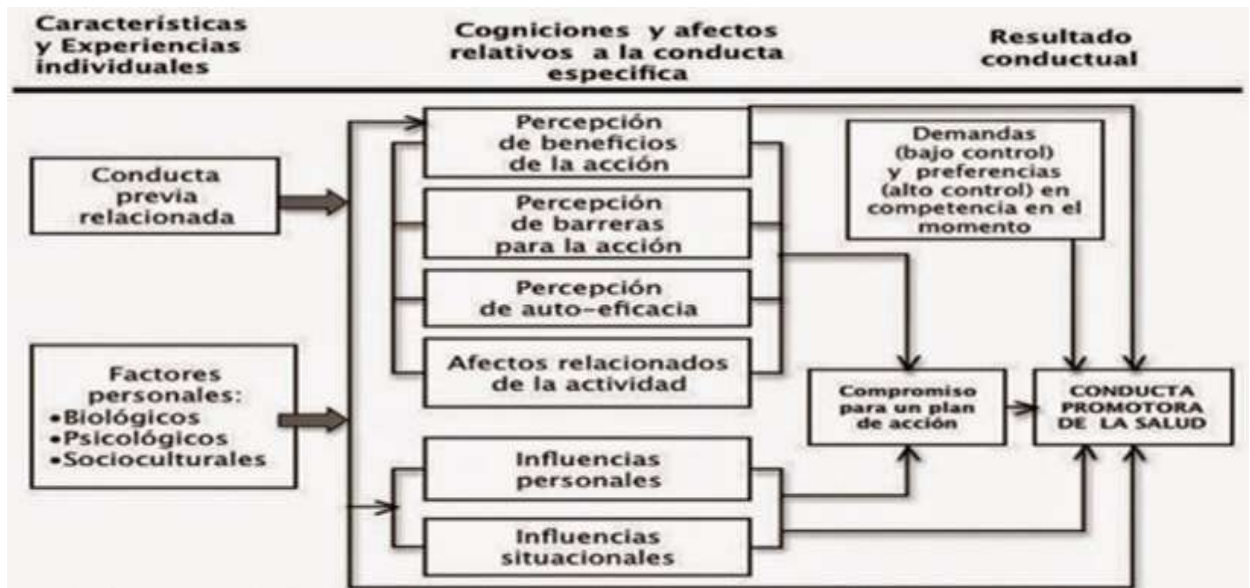 Características
y Experiencias
individuales
Cogniciones y afectos
relativos a la conducta
especifica
Resultado
conductual
Conducta
previa
relacionada
Factores
personales:
•Biológicos
•Psicológicos
•Socioculturales
Percepción
de beneficios
de la acción
Percepción
de barreras
para la acción
Percepción
de auto-eficacia
Afectos relacionados
de la actividad
Influencias
personales
Influencias
situacionales
Demandas
(bajo control)
y preferencias
(alto control) en
competencia en el
momento
Compromiso
para un plan
de acción
CONDUCTA
PROMOTORA
DE LA SALUD